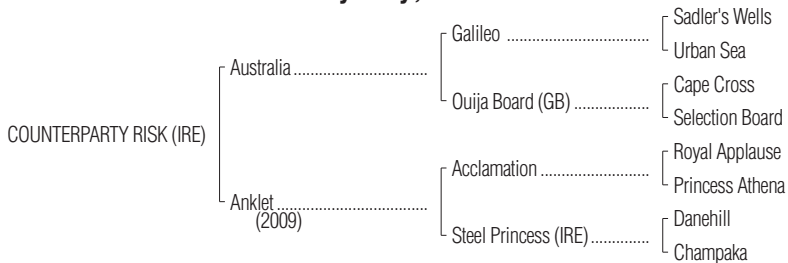 Sadler's Wells
Galileo
Urban Sea
Australia
Cape Cross
Ouija Board (GB)
Selection Board
COUNTERPARTY RISK (IRE)
Royal Applause
Acclamation
Princess Athena
Anklet
(2009)
Danehill
Steel Princess (IRE)
Champaka